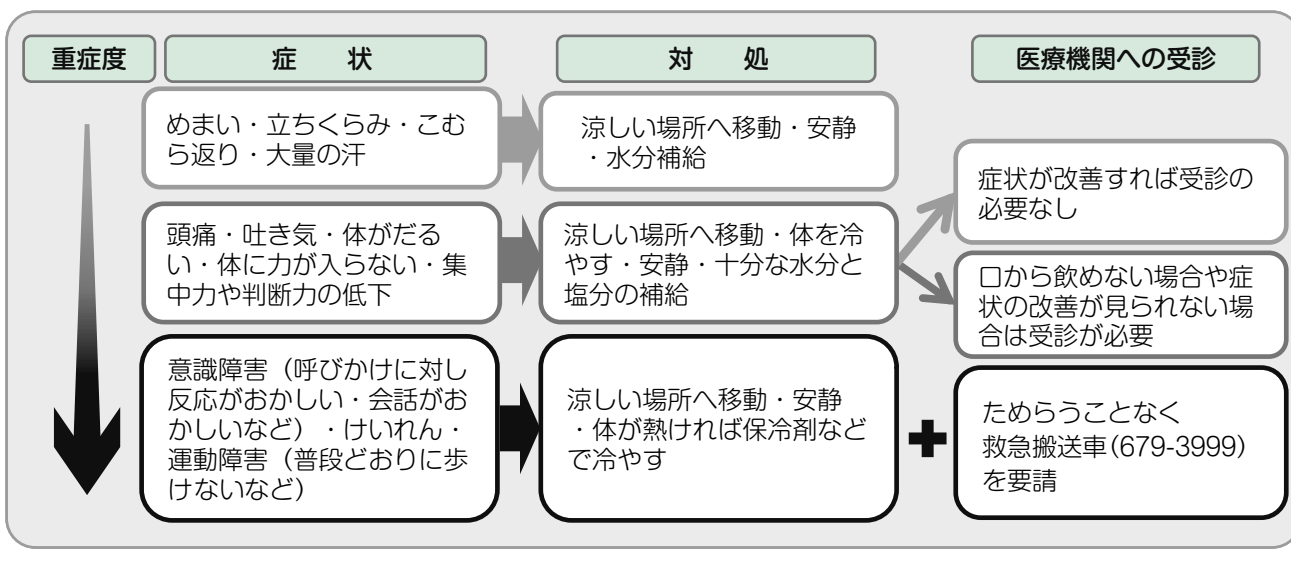 重症度
症 状
対 処
医療機関への受診
めまい・立ちくらみ・こむ
ら返り・大量の汗
涼しい場所へ移動・安静
・水分補給
頭痛・吐き気・体がだる
い・体に力が入らない・集
中力や判断力の低下
涼しい場所へ移動・体を冷
やす・安静・十分な水分と
塩分の補給
症状が改善すれば受診の
必要なし
口から飲めない場合や症
状の改善が見られない場
合は受診が必要
意識障害（呼びかけに対し
反応がおかしい・会話がお
かしいなど）・けいれん・
運動障害（普段どおりに歩
けないなど）
涼しい場所へ移動・安静
・体が熱ければ保冷剤など
で冷やす
ためらうことなく
救急搬送車(679-3999)
を要請